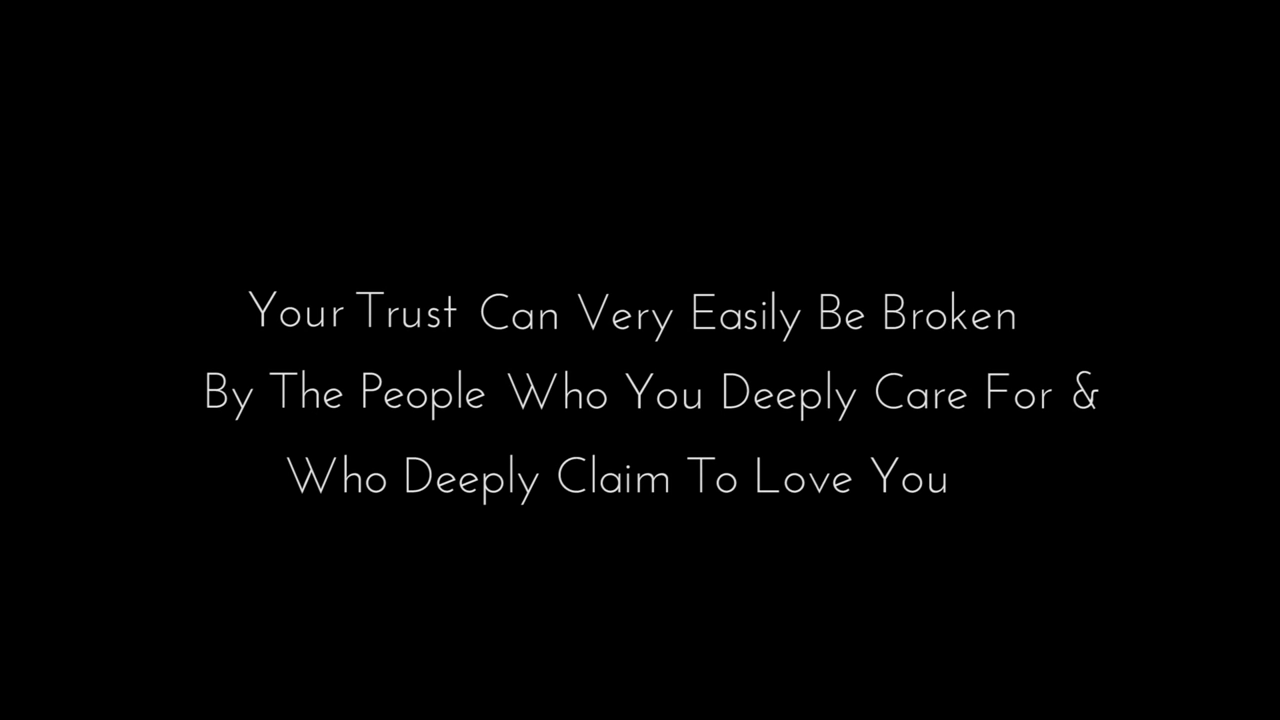 Your Trust Can Very Easily Be Broken
By The People Who You Deeply Care For &
Who Deeply Claim To Love You